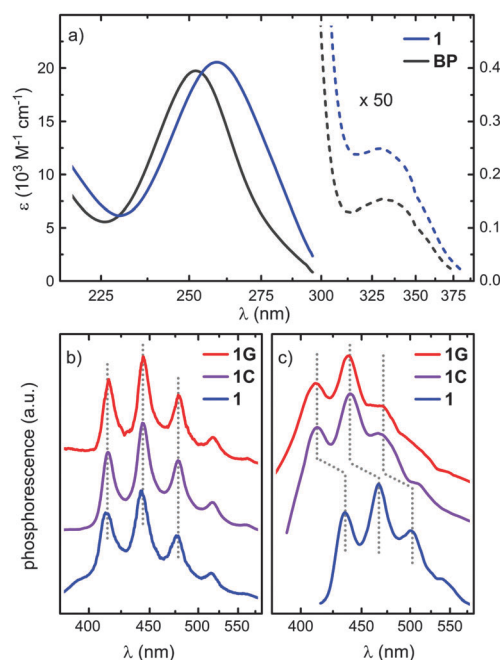 a)
1
BP
x 50
20
15
10
5
0
0.4
0.3
0.2
0.1
0.0
ε (10³ M⁻¹ cm⁻¹)
225
250
275
300
325
350
375
λ (nm)
b)
1G
1C
1
c)
1G
1C
1
phosphorescence (a.u.)
400
450
500
550
400
450
500
550
λ (nm)
λ (nm)